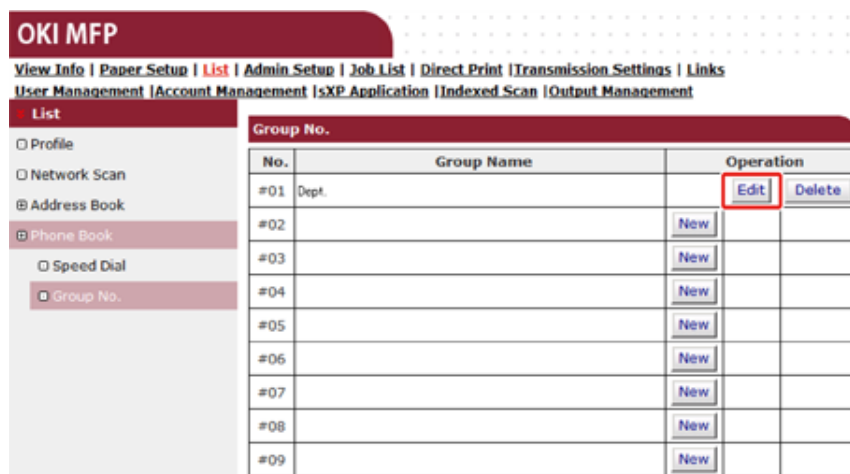 OKI MFP
View Info | Paper Setup | List | Admin Setup | Job List | Direct Print |Transmission Settings | Links
User Management |Account Management |sXP Application |Indexed Scan |Output Management
List
Profile
Network Scan
Address Book
Phone Book
Speed Dial
Group No.
Group No.
No. Group Name Operation
#01 Dept. Edit Delete
#02 New
#03 New
#04 New
#05 New
#06 New
#07 New
#08 New
#09 New